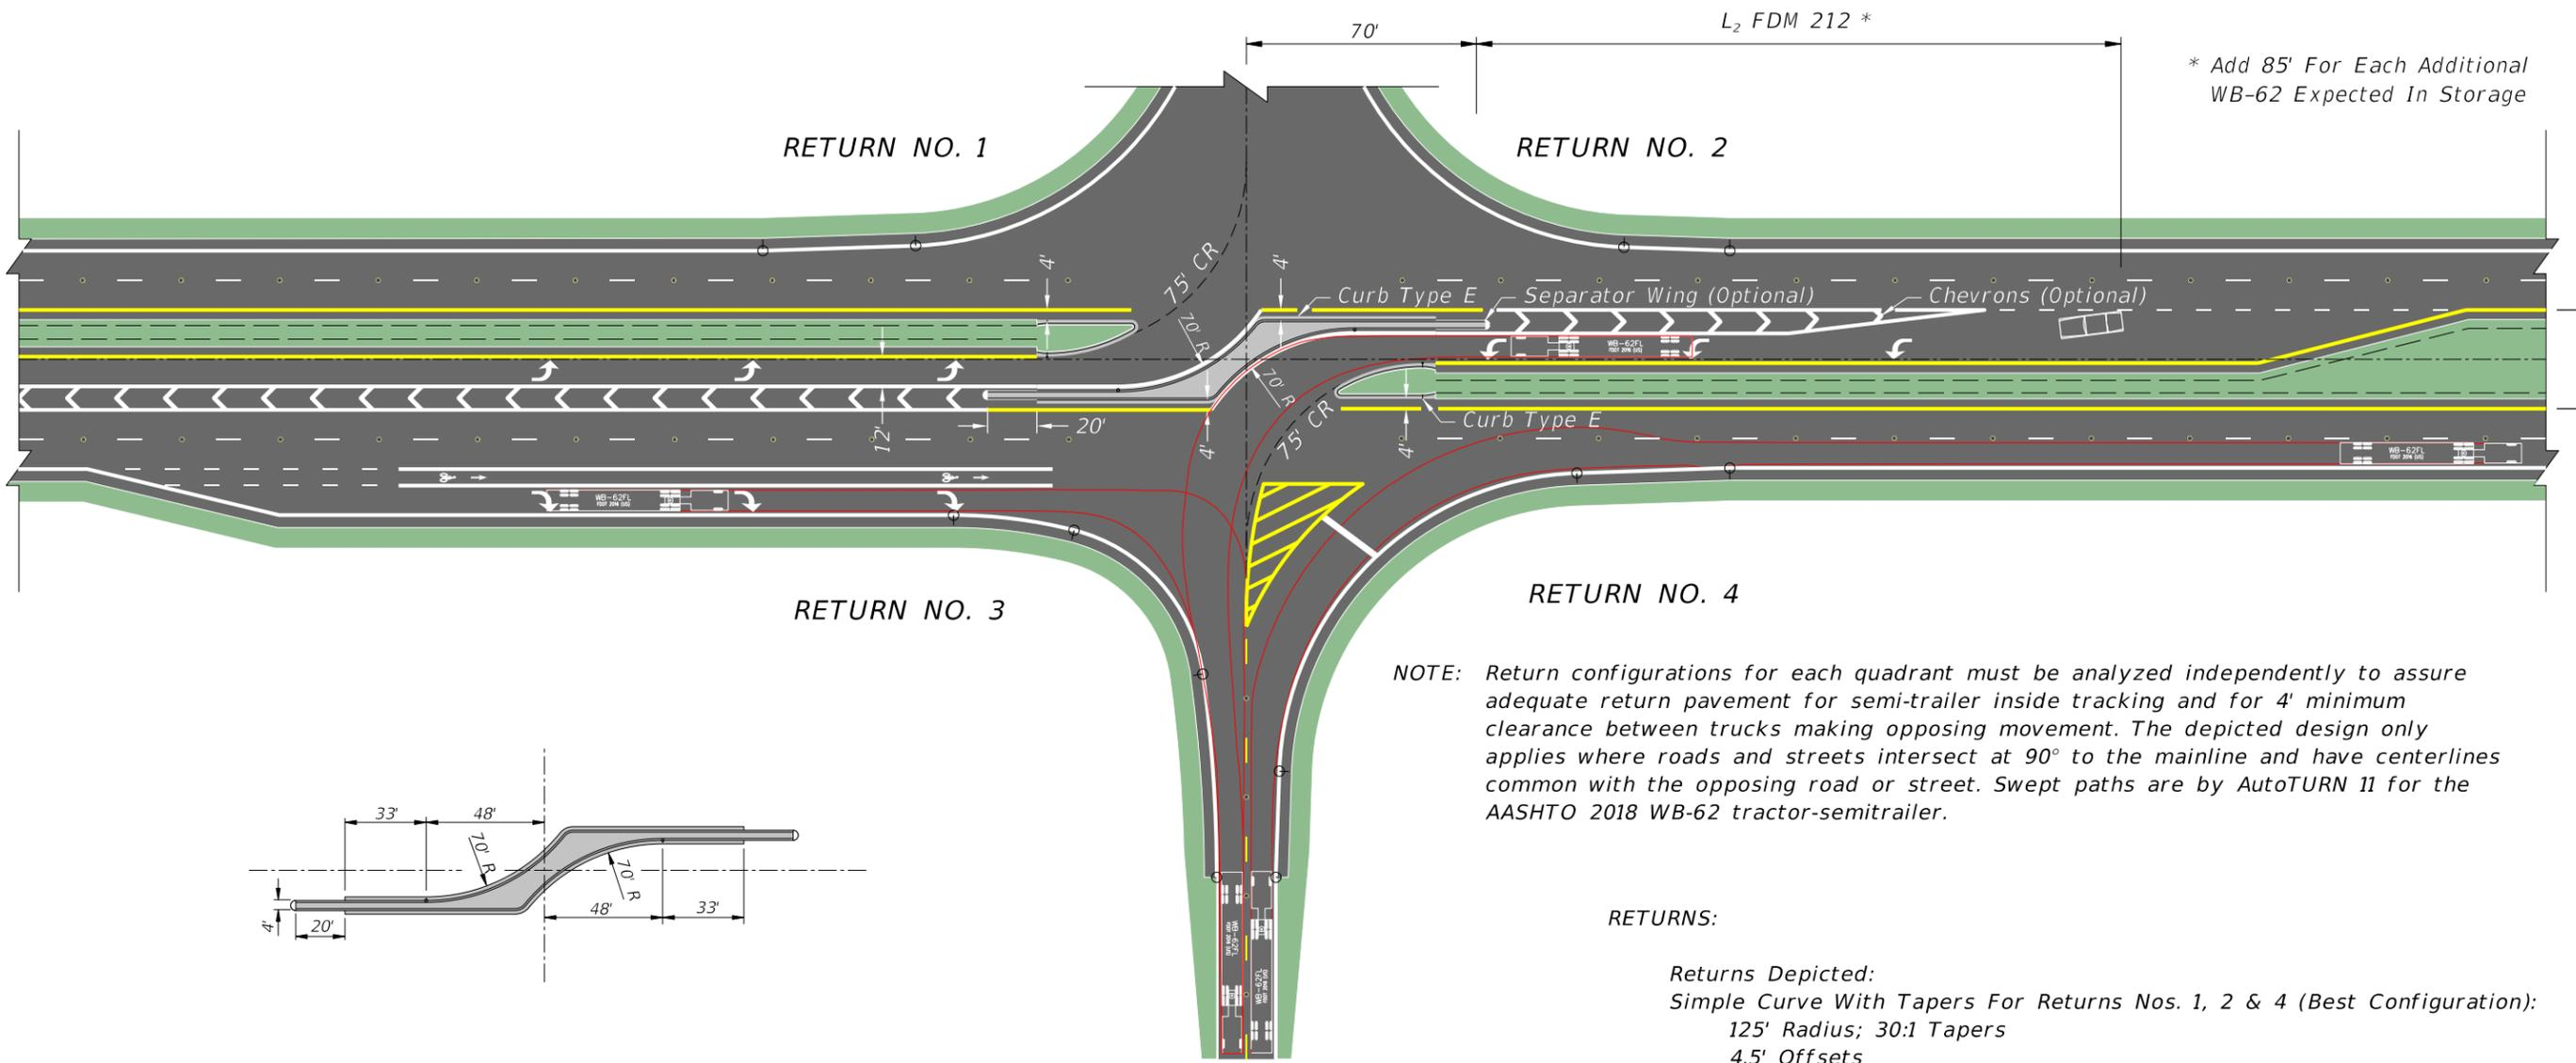 70'
L₂ FDM 212 *
* Add 85' For Each Additional
WB-62 Expected In Storage
RETURN NO. 1
RETURN NO. 2
4'
75' CR
4'
Curb Type E
Separator Wing (Optional)
Chevrons (Optional)
70' R
WB-62FL
70' R
12'
20'
4'
75' CR
4'
Curb Type E
WB-62FL
WB-62FL
RETURN NO. 3
RETURN NO. 4
NOTE: Return configurations for each quadrant must be analyzed independently to assure
adequate return pavement for semi-trailer inside tracking and for 4' minimum
clearance between trucks making opposing movement. The depicted design only
applies where roads and streets intersect at 90° to the mainline and have centerlines
common with the opposing road or street. Swept paths are by AutoTURN 11 for the
AASHTO 2018 WB-62 tractor-semitrailer.
33'
48'
70' R
70' R
4'
20'
48'
33'
WB-62FL
WB-62FL
RETURNS:
Returns Depicted:
Simple Curve With Tapers For Returns Nos. 1, 2 & 4 (Best Configuration):
125' Radius; 30:1 Tapers
4.5' Offsets